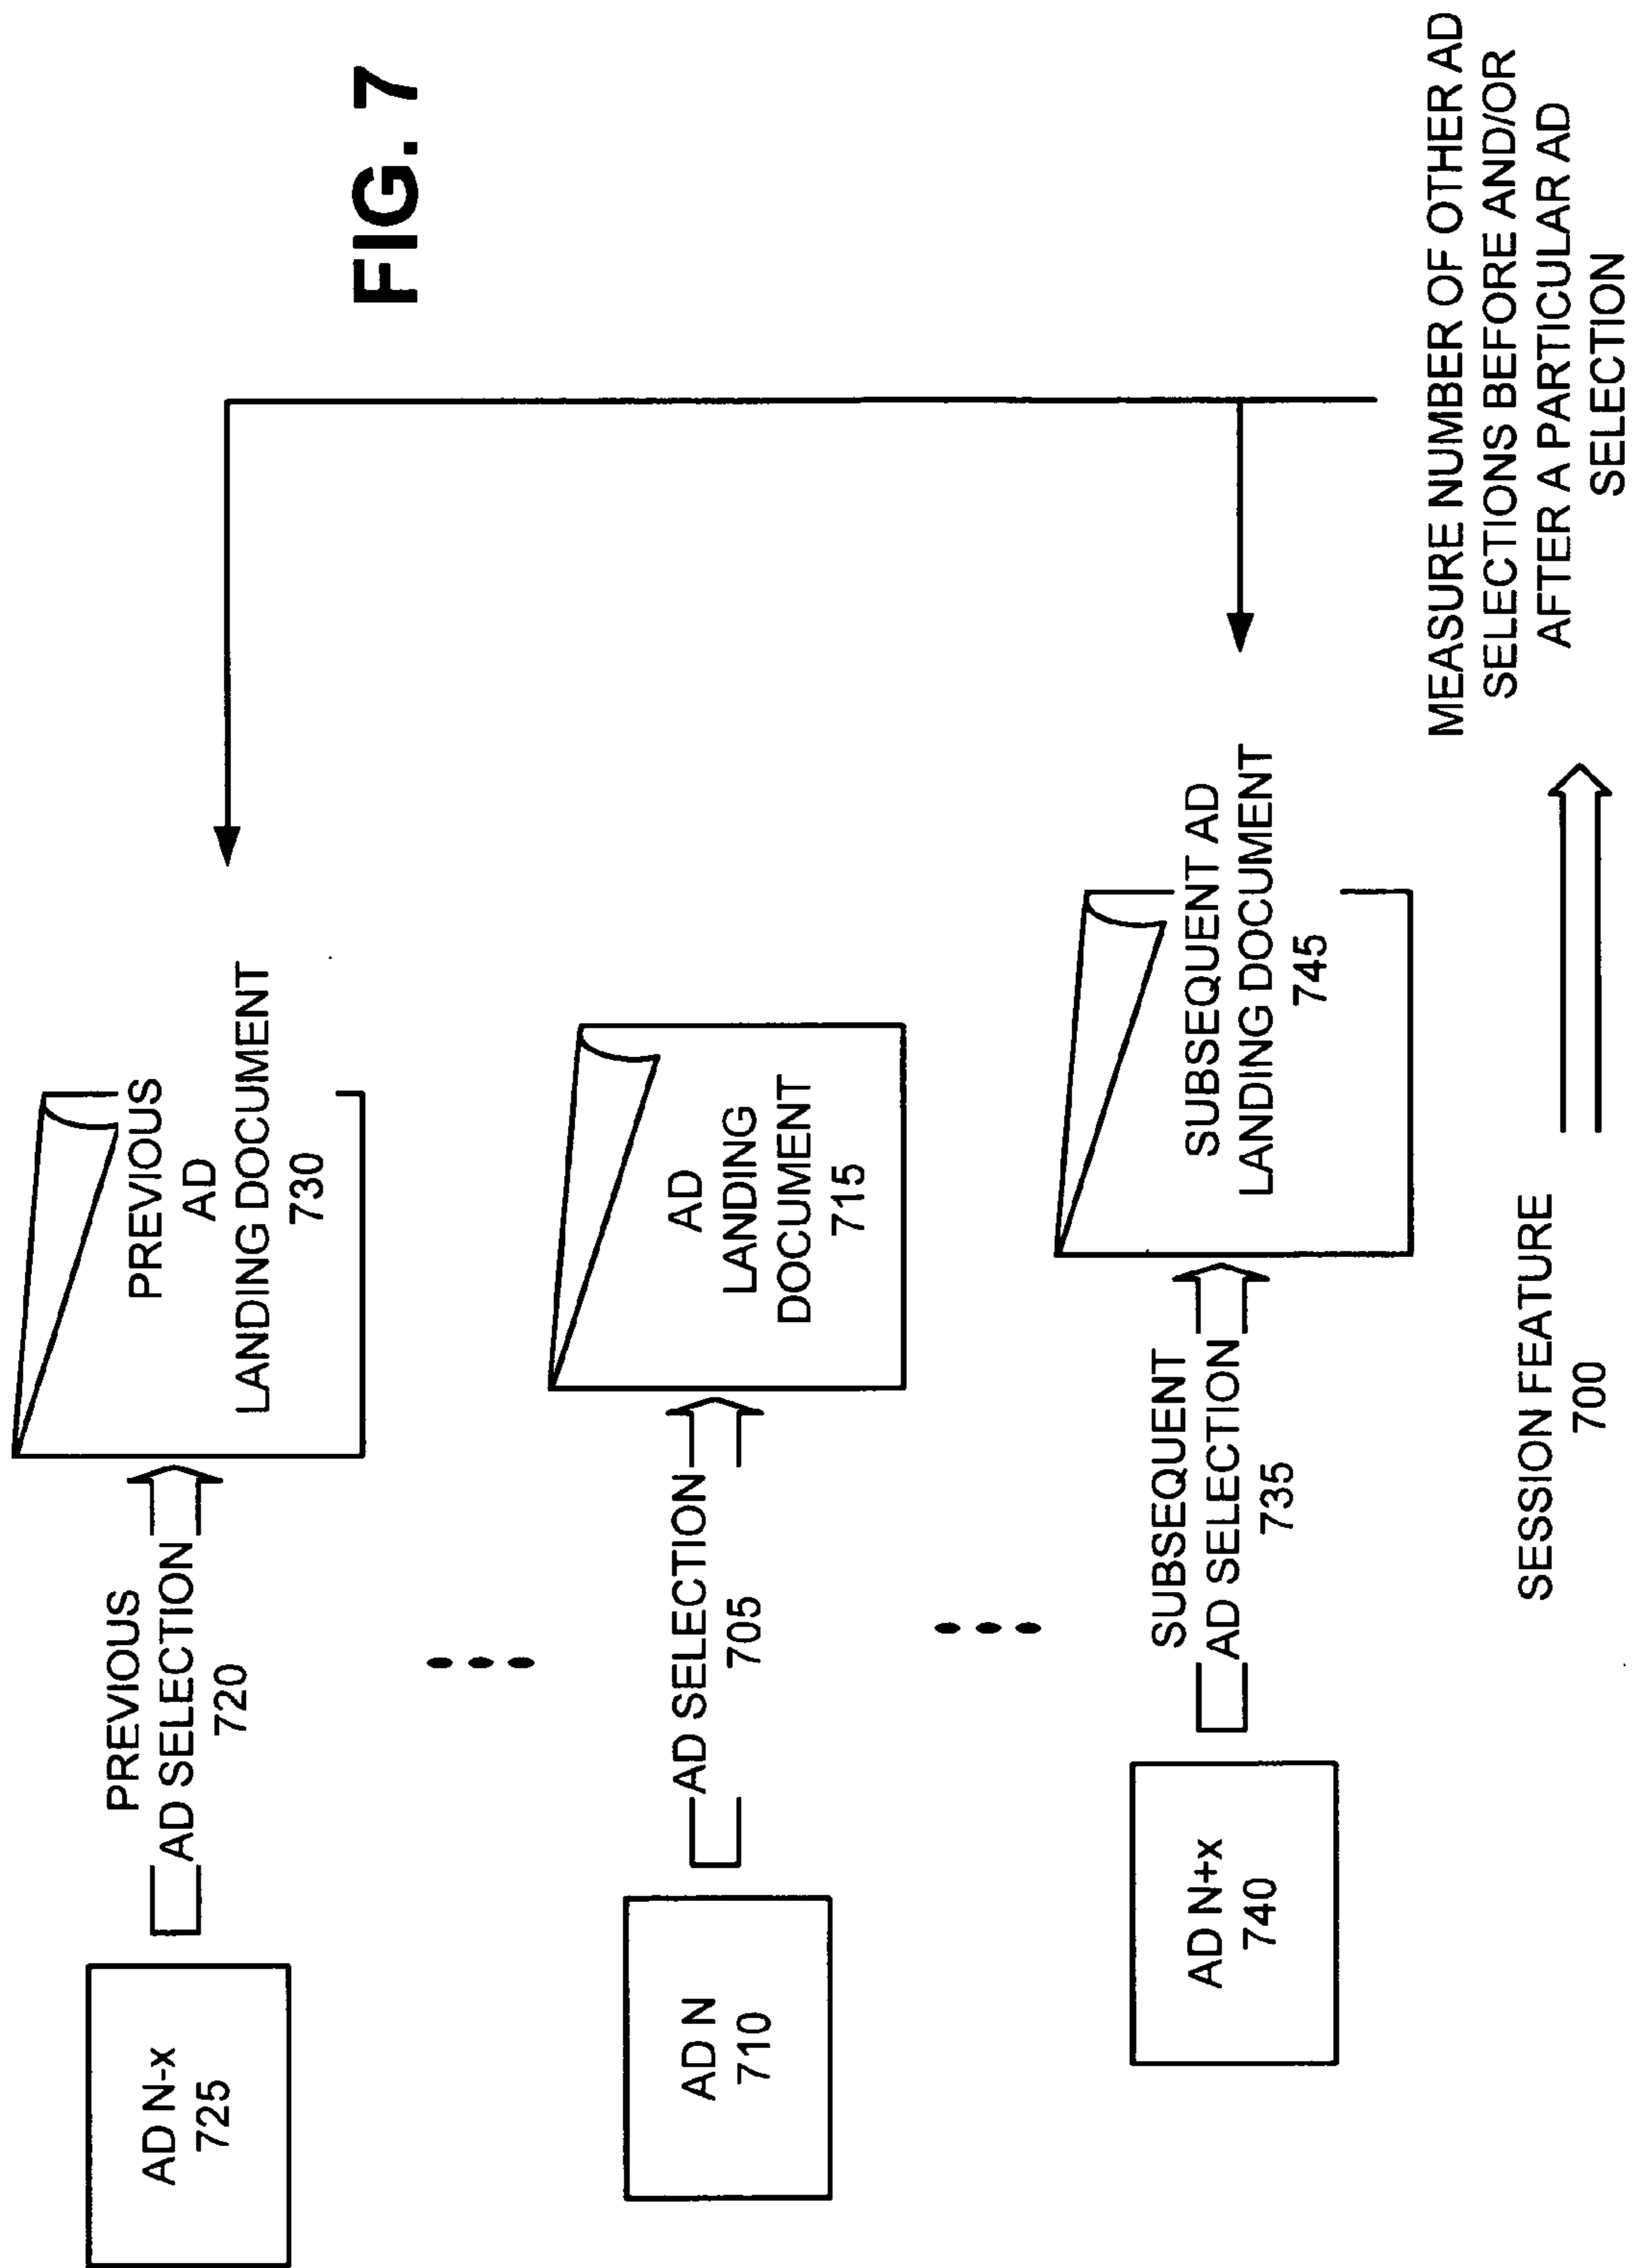 AD N-x
725
PREVIOUS
AD SELECTION
720
PREVIOUS
AD
LANDING DOCUMENT
730
AD N
710
AD SELECTION
705
AD
LANDING
DOCUMENT
715
AD N+x
740
SUBSEQUENT
AD SELECTION
735
SUBSEQUENT AD
LANDING DOCUMENT
745
SESSION FEATURE
700
MEASURE NUMBER OF OTHER AD
SELECTIONS BEFORE AND/OR
AFTER A PARTICULAR AD
SELECTION
FIG. 7